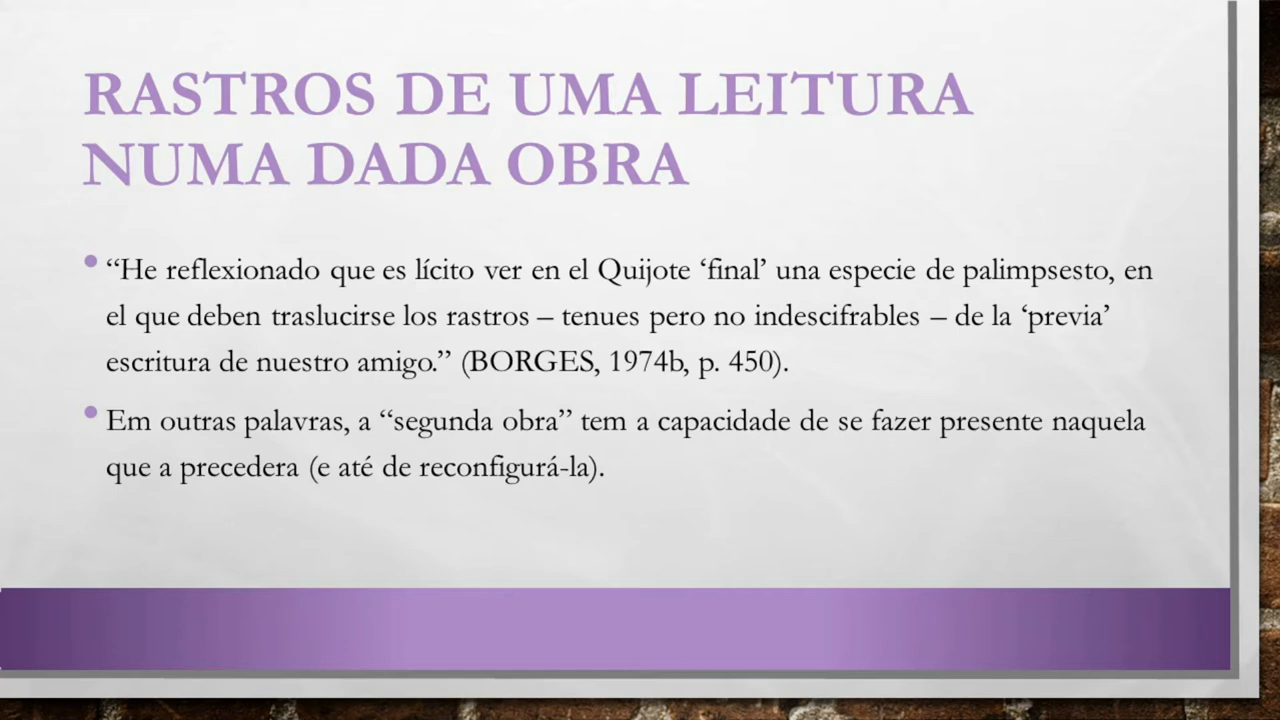 RASTROS DE UMA LEITURA
NUMA DADA OBRA
• “He reflexionado que es lícito ver en el Quijote ‘final’ una especie de palimpsesto, en
el que deben traslucirse los rastros – tenues pero no indescifrables – de la ‘previa’
escritura de nuestro amigo.” (BORGES, 1974b, p. 450).
• Em outras palavras, a “segunda obra” tem a capacidade de se fazer presente naquela
que a precedera (e até de reconfigurá-la).